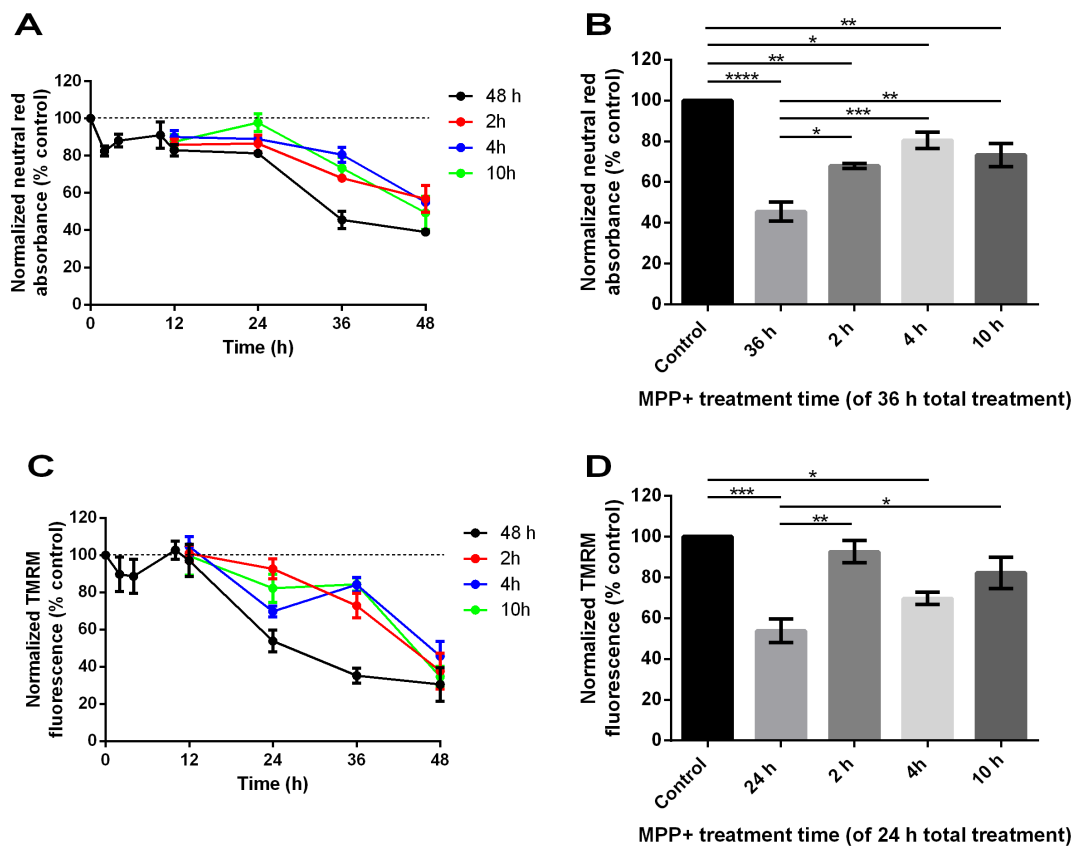 A
Normalized neutral red
absorbance (% control)
120
100
80
60
40
20
0
0 12 24 36 48
Time (h)
48 h
2h
4h
10h
B
Normalized neutral red
absorbance (% control)
120
100
80
60
40
20
0
**
*
**
****
**
***
*
Control 36 h 2 h 4 h 10 h
MPP+ treatment time (of 36 h total treatment)
C
Normalized TMRM
fluorescence (% control)
120
100
80
60
40
20
0
0 12 24 36 48
Time (h)
48 h
2h
4h
10h
D
Normalized TMRM
fluorescence (% control)
120
100
80
60
40
20
0
*
***
*
**
Control 24 h 2 h 4h 10 h
MPP+ treatment time (of 24 h total treatment)